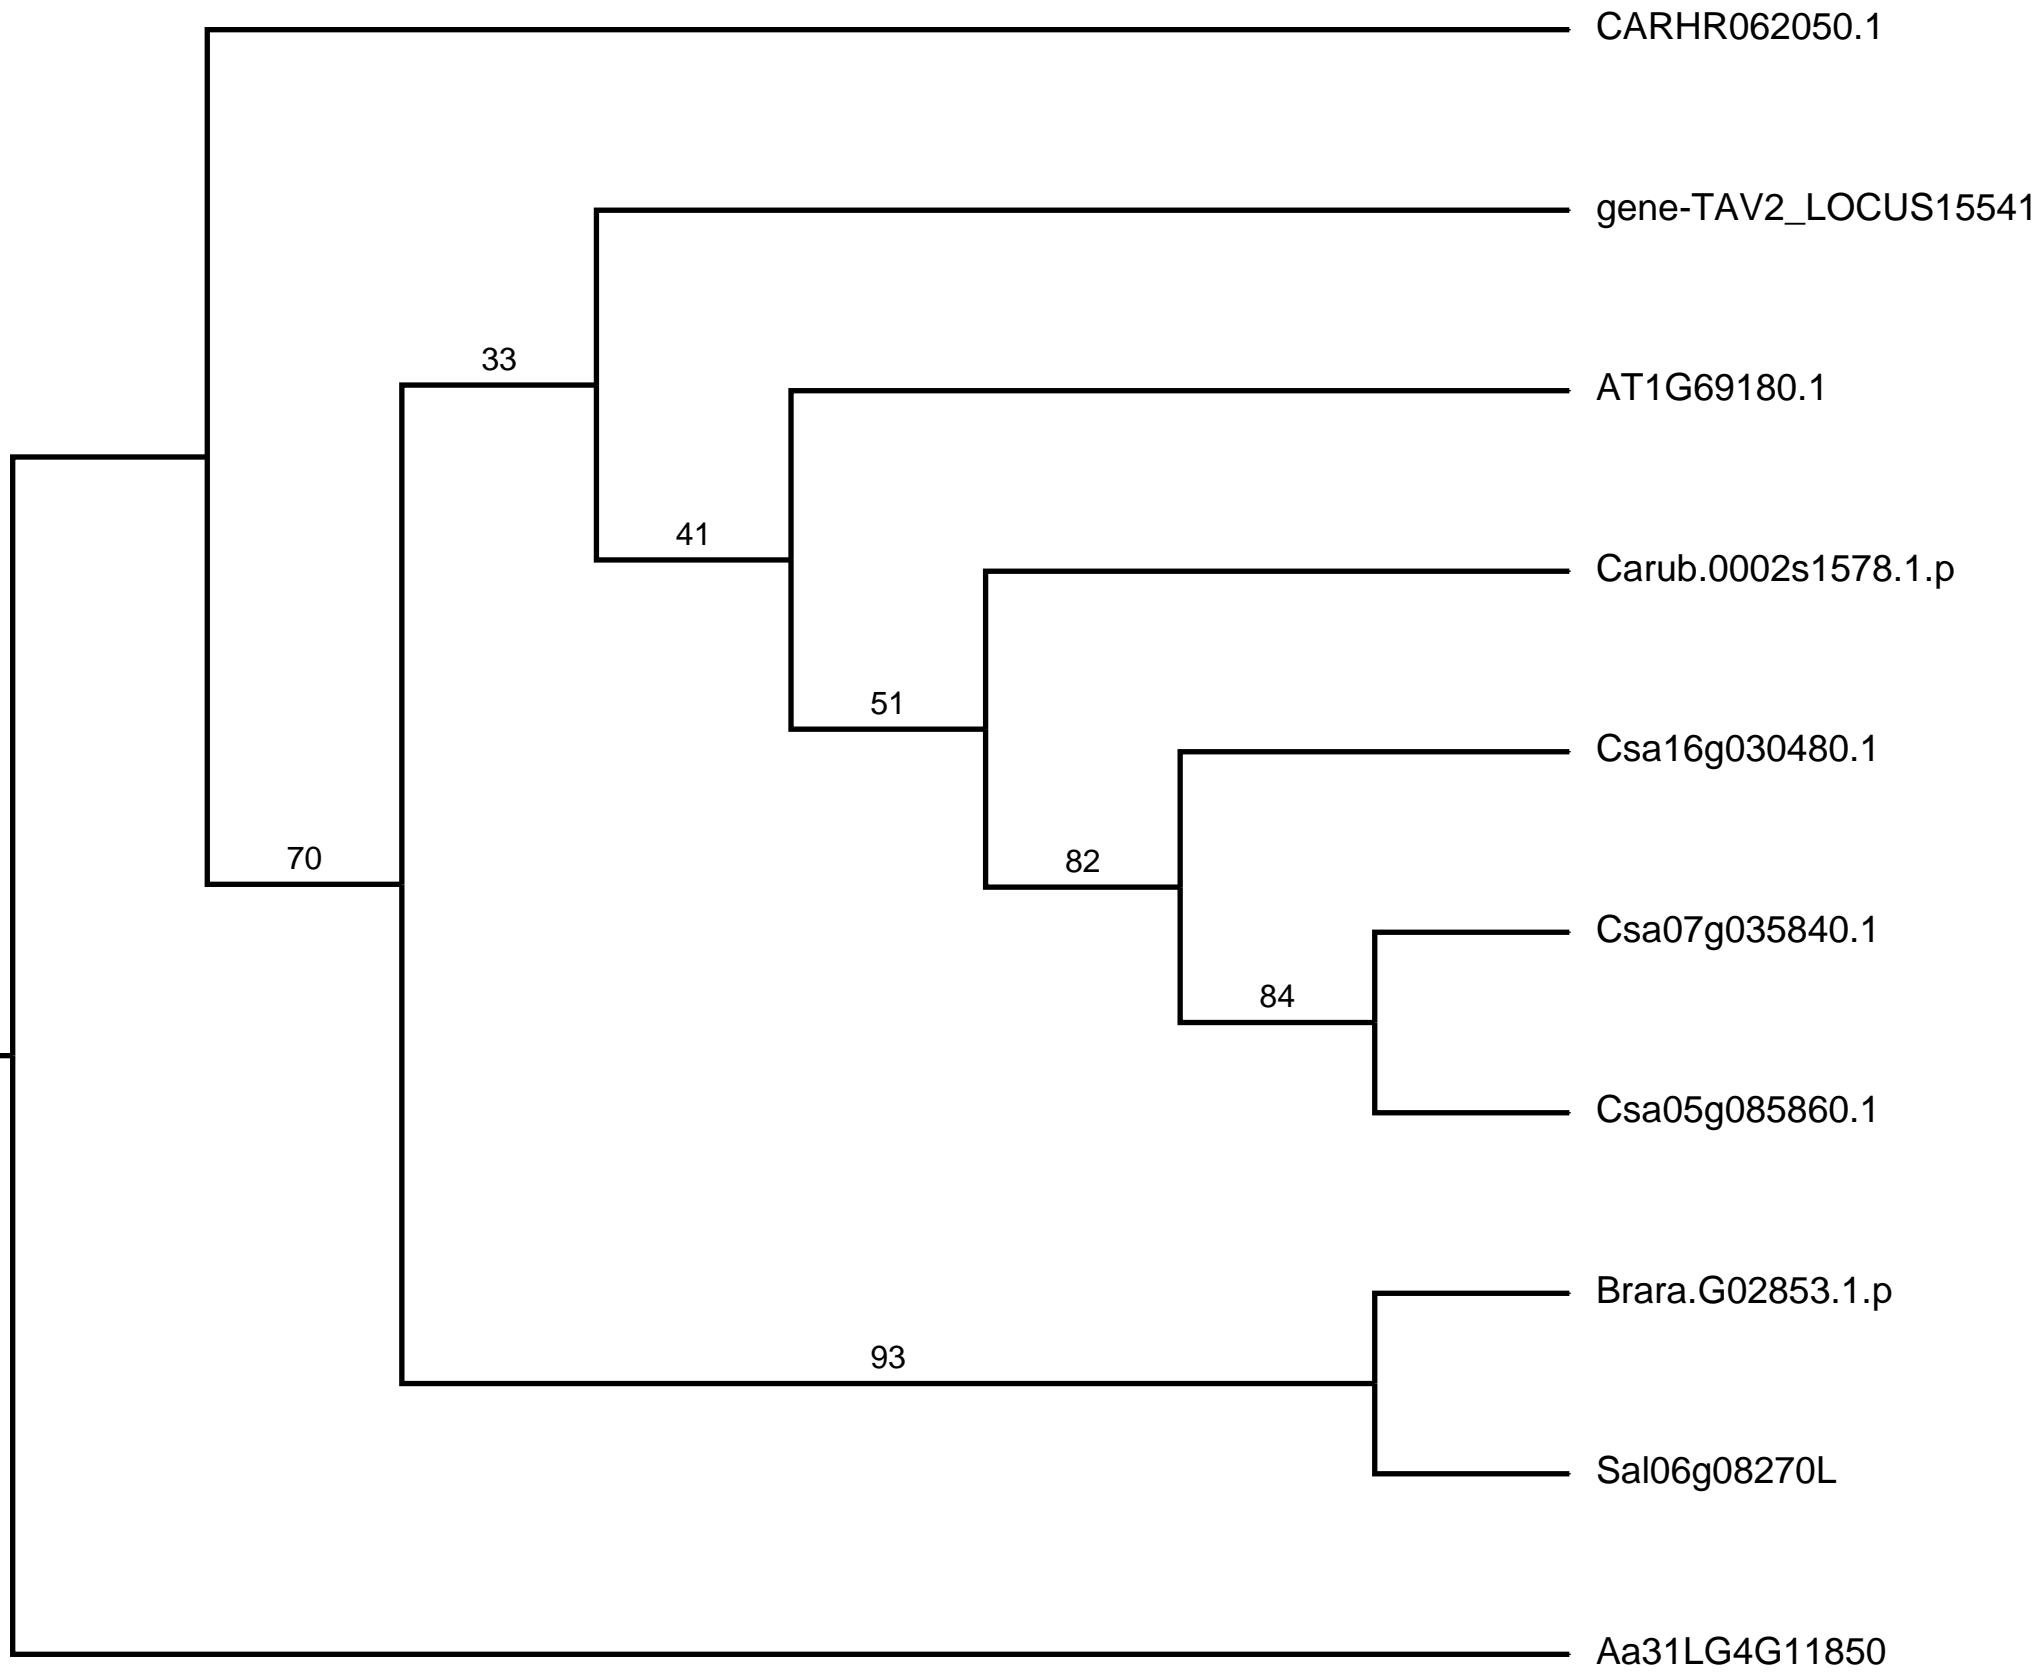 CARHR062050.1
gene-TAV2_LOCUS15541
33
AT1G69180.1
41
Carub.0002s1578.1.p
51
Csa16g030480.1
70
82
Csa07g035840.1
84
Csa05g085860.1
Brara.G02853.1.p
93
Sal06g08270L
Aa31LG4G11850